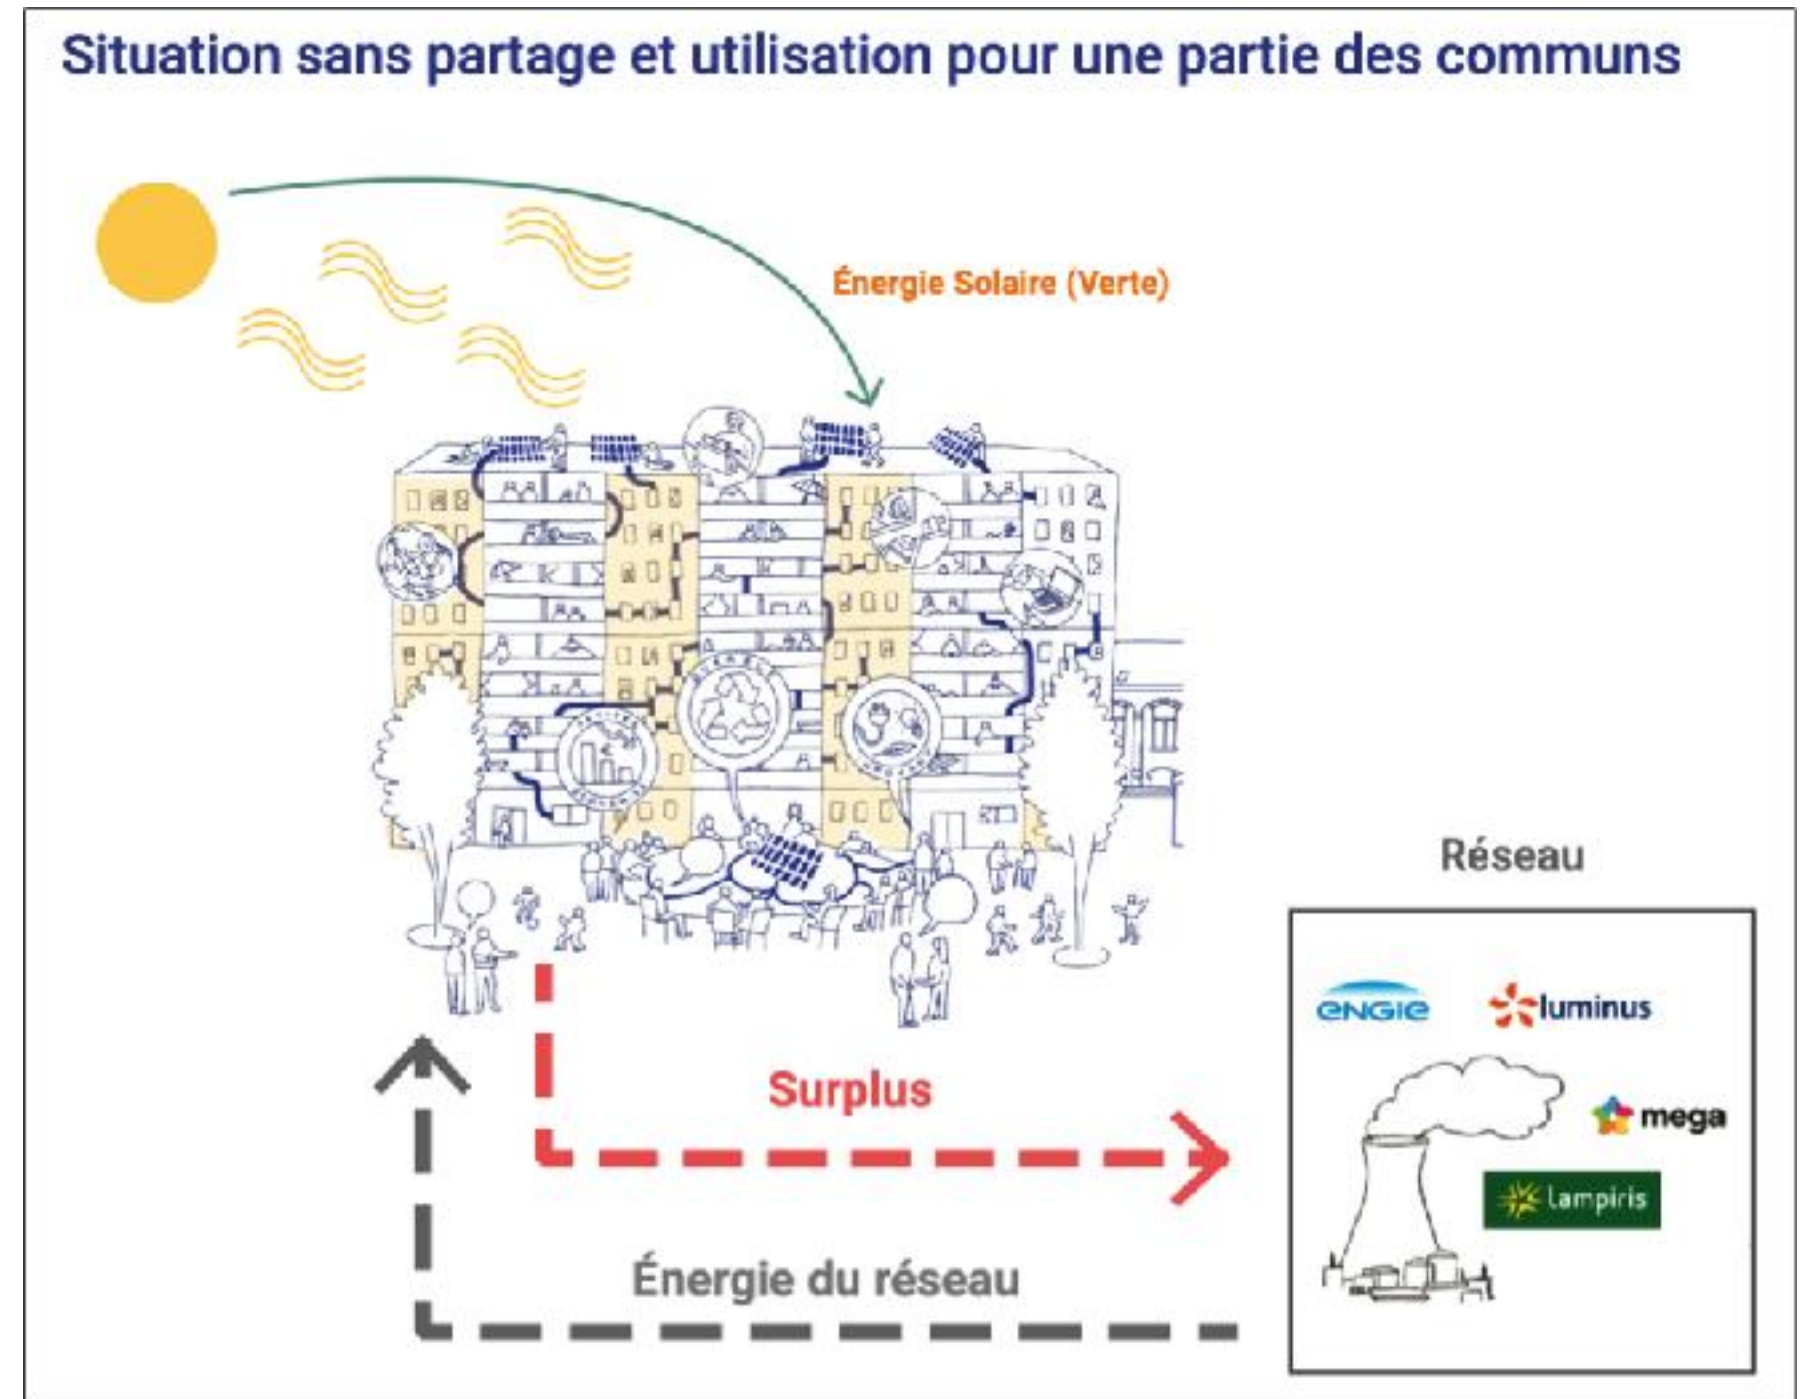 Situation sans partage et utilisation pour une partie des communs
Énergie Solaire (Verte)
Réseau
ENGIE
luminus
Surplus
mega
Lampiris
Énergie du réseau